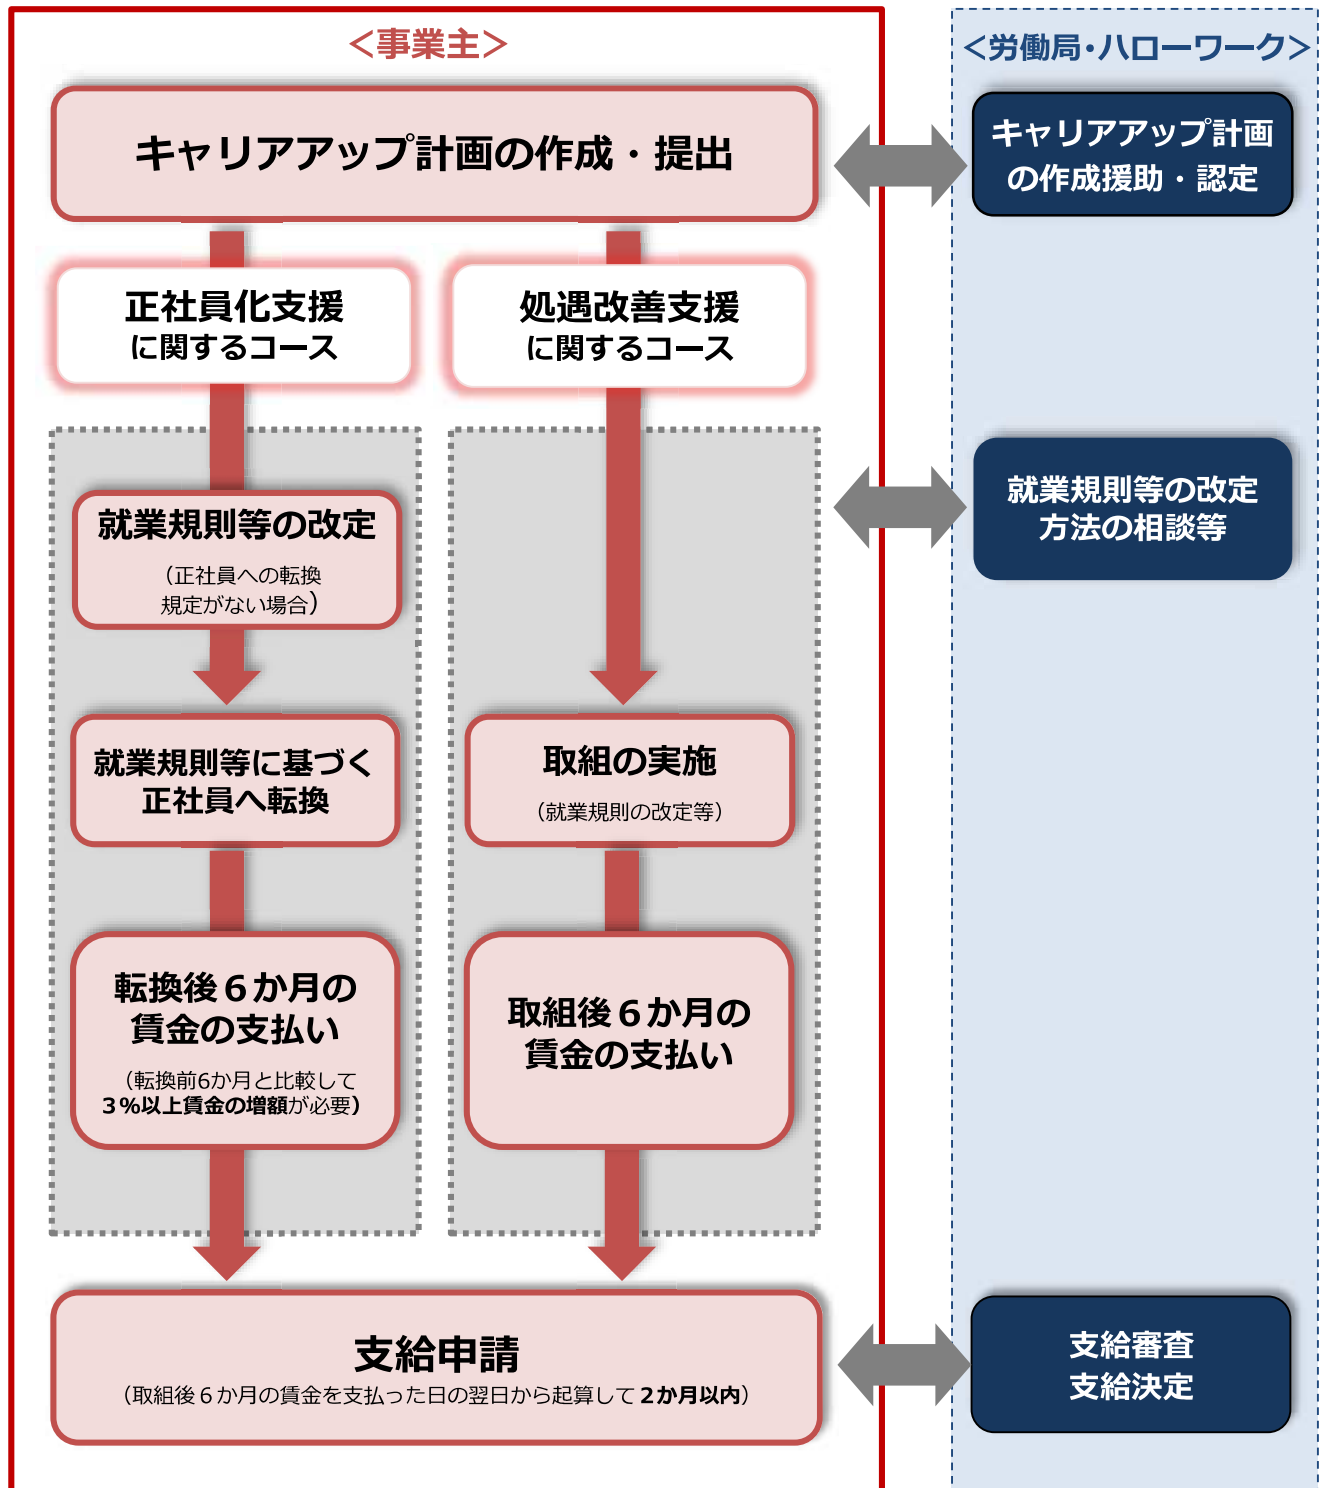 ＜事業主＞
キャリアアップ計画の作成・提出
正社員化支援
に関するコース
処遇改善支援
に関するコース
就業規則等の改定
（正社員への転換
規定がない場合）
就業規則等に基づく
正社員へ転換
取組の実施
（就業規則の改定等）
転換後６か月の
賃金の支払い
（転換前6か月と比較して
３％以上賃金の増額が必要）
取組後６か月の
賃金の支払い
支給申請
（取組後６か月の賃金を支払った日の翌日から起算して２か月以内）
＜労働局・ハローワーク＞
キャリアアップ計画
の作成援助・認定
就業規則等の改定
方法の相談等
支給審査
支給決定